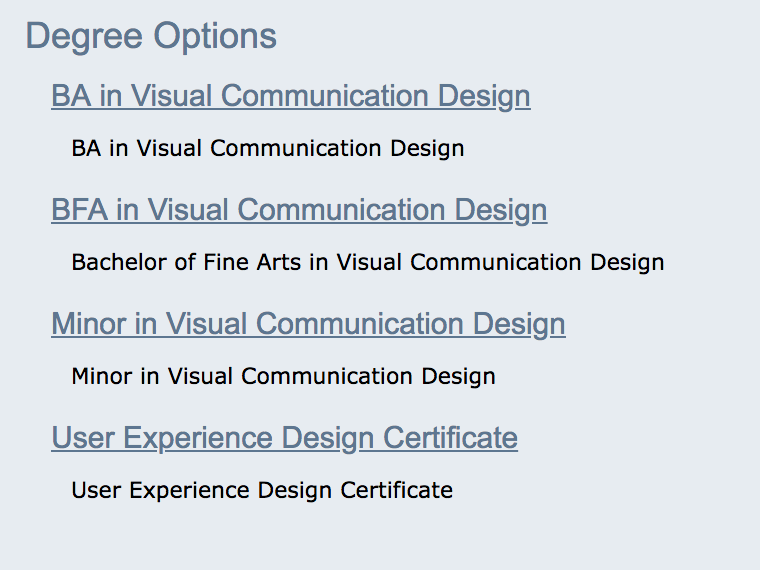 Degree Options
BA in Visual Communication Design
BA in Visual Communication Design
BFA in Visual Communication Design
Bachelor of Fine Arts in Visual Communication Design
Minor in Visual Communication Design
Minor in Visual Communication Design
User Experience Design Certificate
User Experience Design Certificate